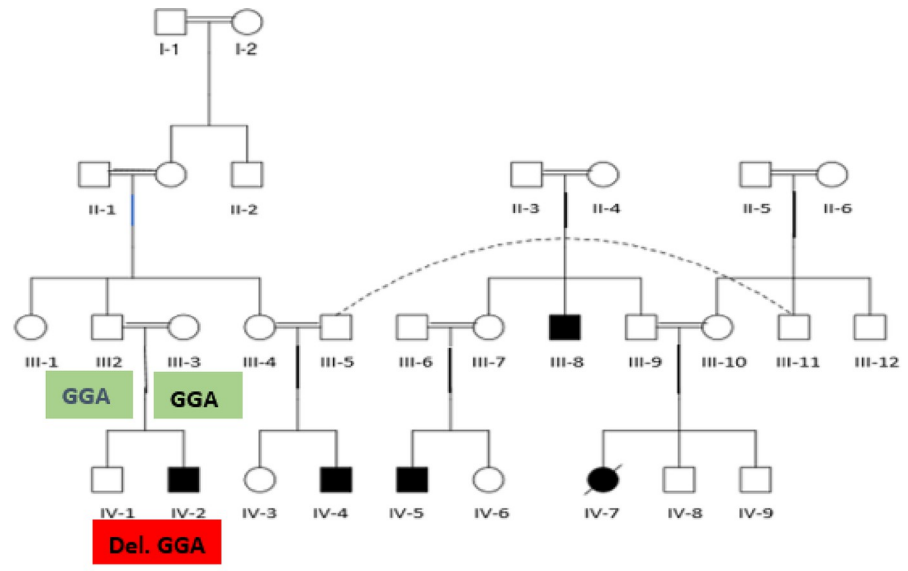 I-1 I-2
II-1 II-2 II-3 II-4 II-5 II-6
III-1 III2 III-3 III-4 III-5 III-6 III-7 III-8 III-9 III-10 III-11 III-12
GGA GGA
IV-1 IV-2 IV-3 IV-4 IV-5 IV-6 IV-7 IV-8 IV-9
Del. GGA